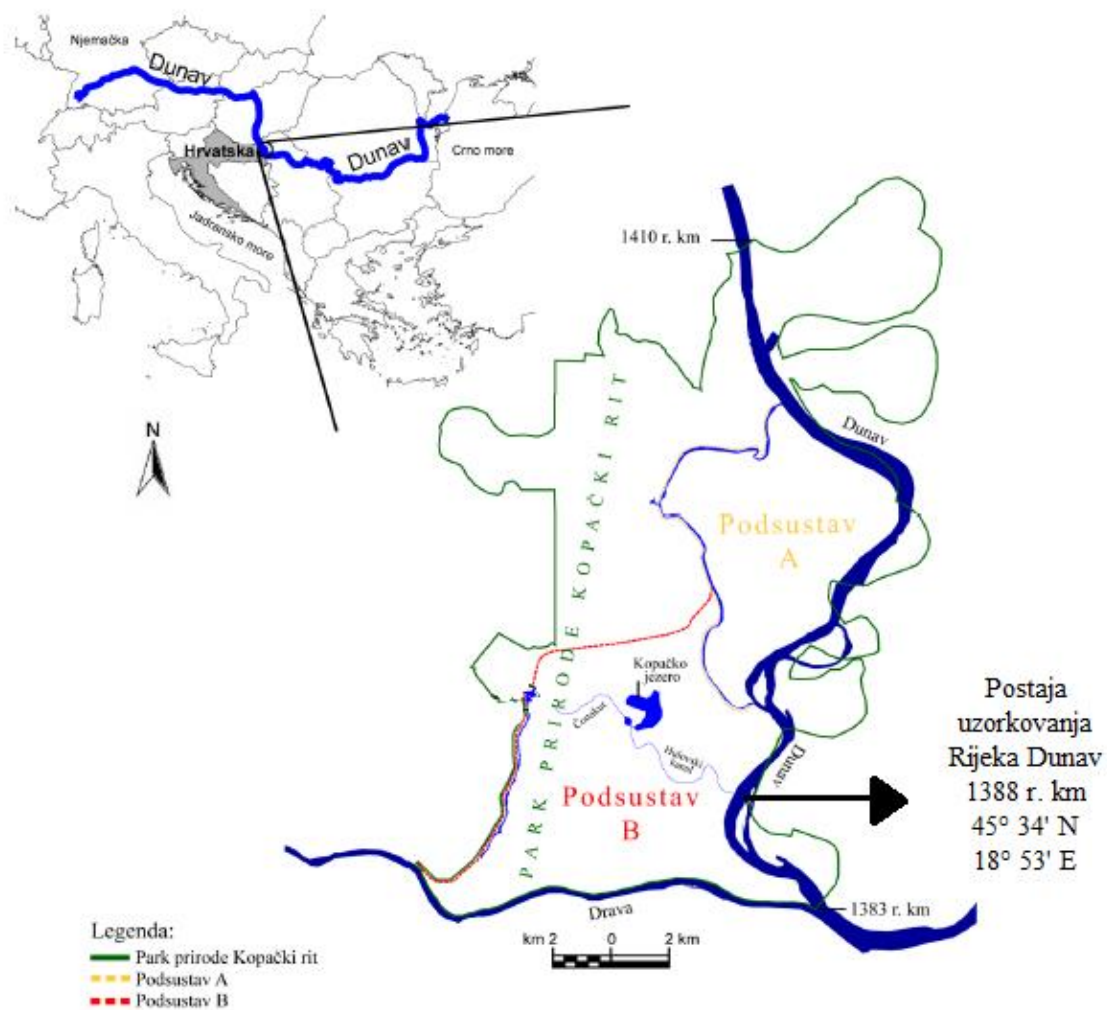 Njemačka
Dunav
Hrvatska
Dunav
Crno more
Jadransko more
N
1410 r. km
Dunav
PARK PRIRODE KOPAČKI RIT
Podsustav
A
Kopačko
jezero
Čonakut
Hulovski
kanal
Dunav
Podsustav
B
Postaja
uzorkovanja
Rijeka Dunav
1388 r. km
45° 34' N
18° 53' E
Drava
1383 r. km
km 2 0 2 km
Legenda:
Park prirode Kopački rit
Podsustav A
Podsustav B